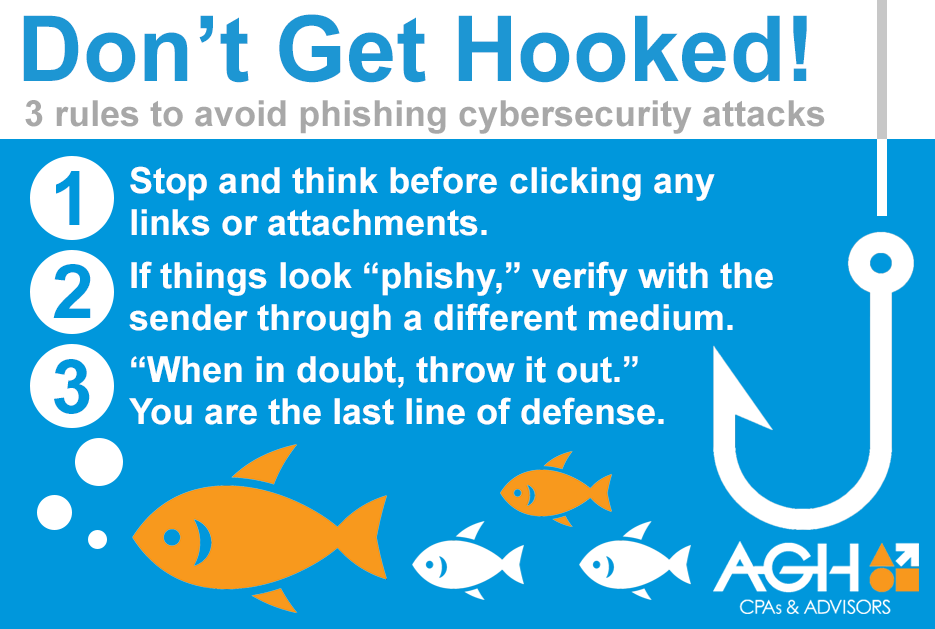 Don’t Get Hooked!
3 rules to avoid phishing cybersecurity attacks
1 Stop and think before clicking any
links or attachments.
2 If things look “phishy,” verify with the
sender through a different medium.
3 “When in doubt, throw it out.”
You are the last line of defense.
AGH
CPAs & ADVISORS